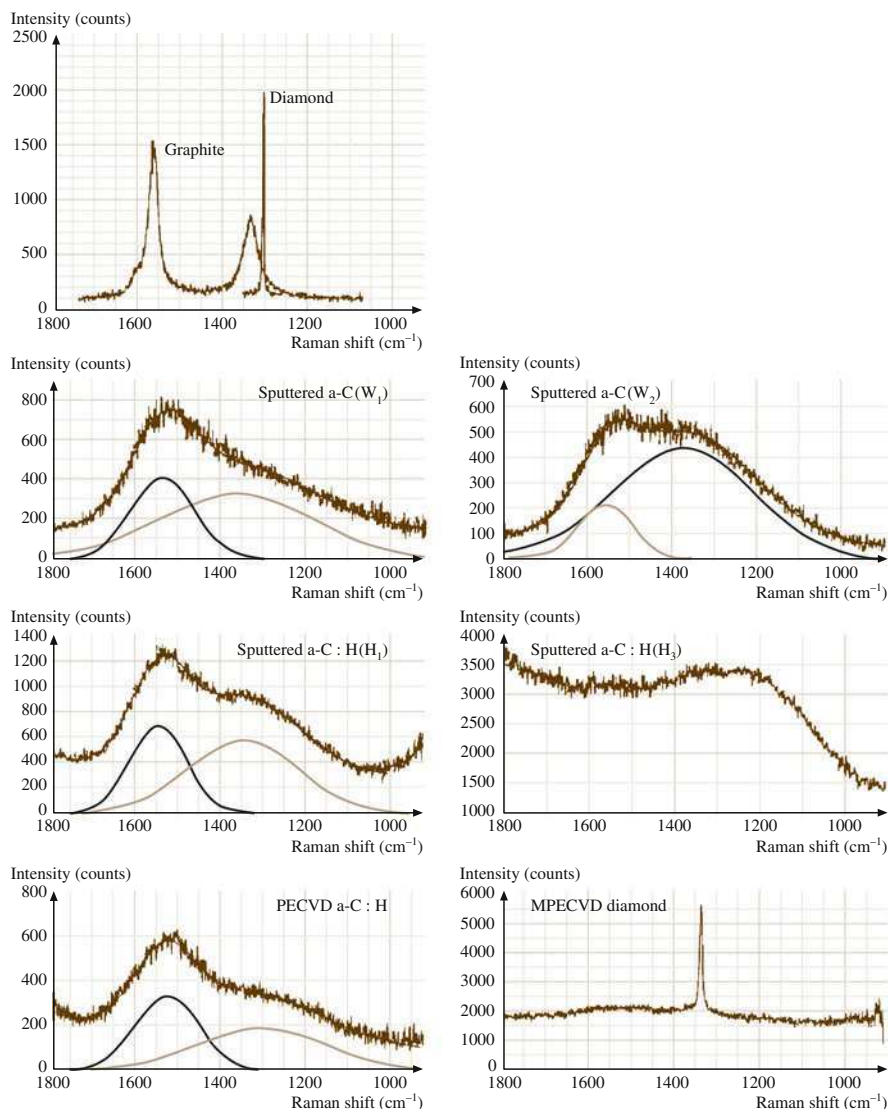 Intensity (counts)
2500
2000
1500
1000
500
0
Graphite
Diamond
1800 1600 1400 1200 1000
Raman shift (cm⁻¹)
Intensity (counts)
800
600
400
200
0
Sputtered a-C(W₁)
1800 1600 1400 1200 1000
Raman shift (cm⁻¹)
Intensity (counts)
700
600
500
400
300
200
100
0
Sputtered a-C(W₂)
1800 1600 1400 1200 1000
Raman shift (cm⁻¹)
Intensity (counts)
1400
1200
1000
800
600
400
200
0
Sputtered a-C : H(H₁)
1800 1600 1400 1200 1000
Raman shift (cm⁻¹)
Intensity (counts)
4000
3500
3000
2500
2000
1500
1000
Sputtered a-C : H(H₃)
1800 1600 1400 1200 1000
Raman shift (cm⁻¹)
Intensity (counts)
800
600
400
200
0
PECVD a-C : H
1800 1600 1400 1200 1000
Raman shift (cm⁻¹)
Intensity (counts)
6000
5000
4000
3000
2000
1000
0
MPECVD diamond
1800 1600 1400 1200 1000
Raman shift (cm⁻¹)